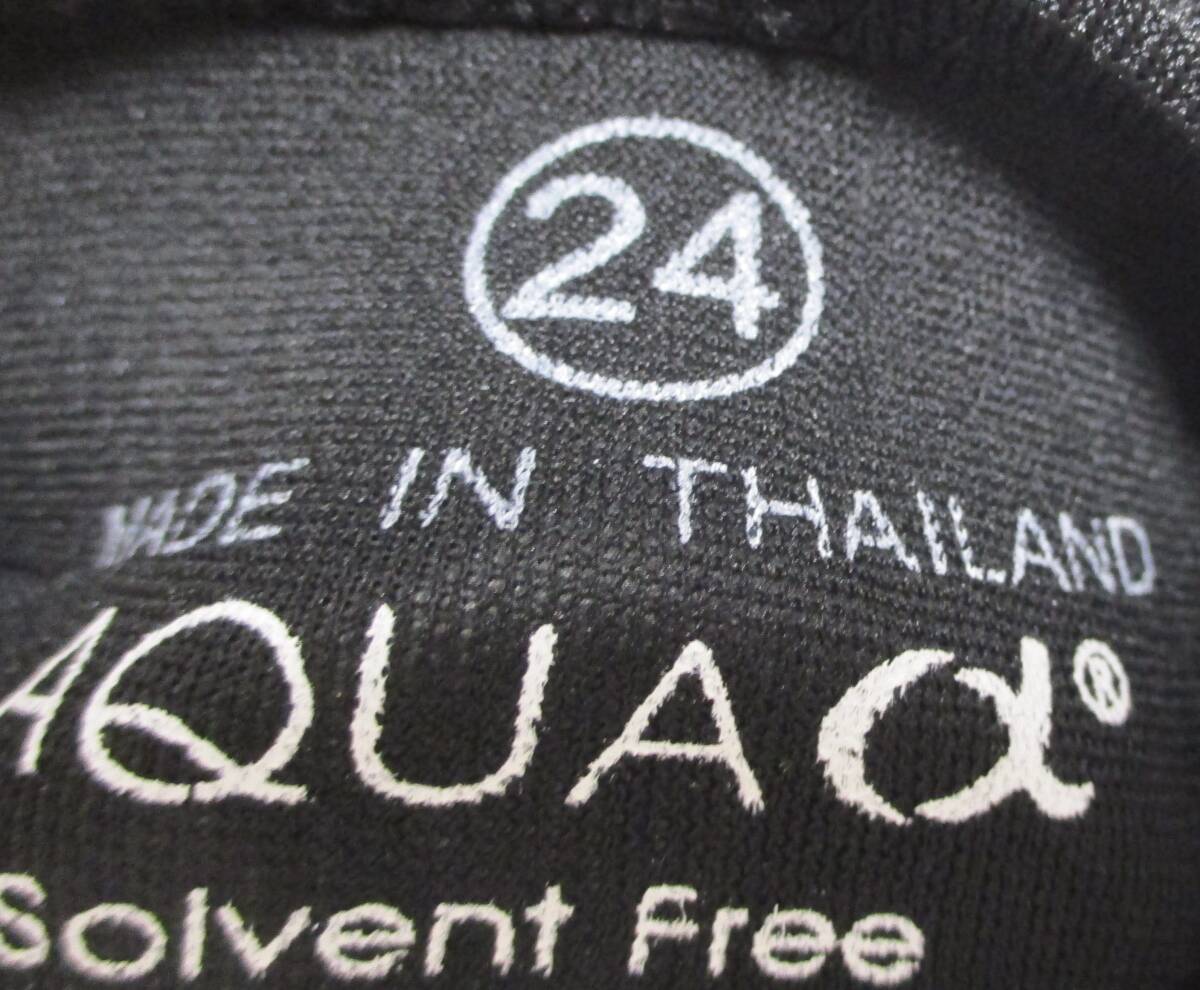 24
MADE IN THAILAND
AQUAα®
Solvent Free